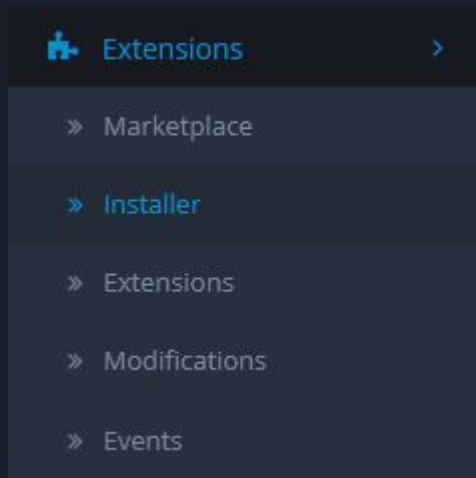 Extensions
Marketplace
Installer
Extensions
Modifications
Events